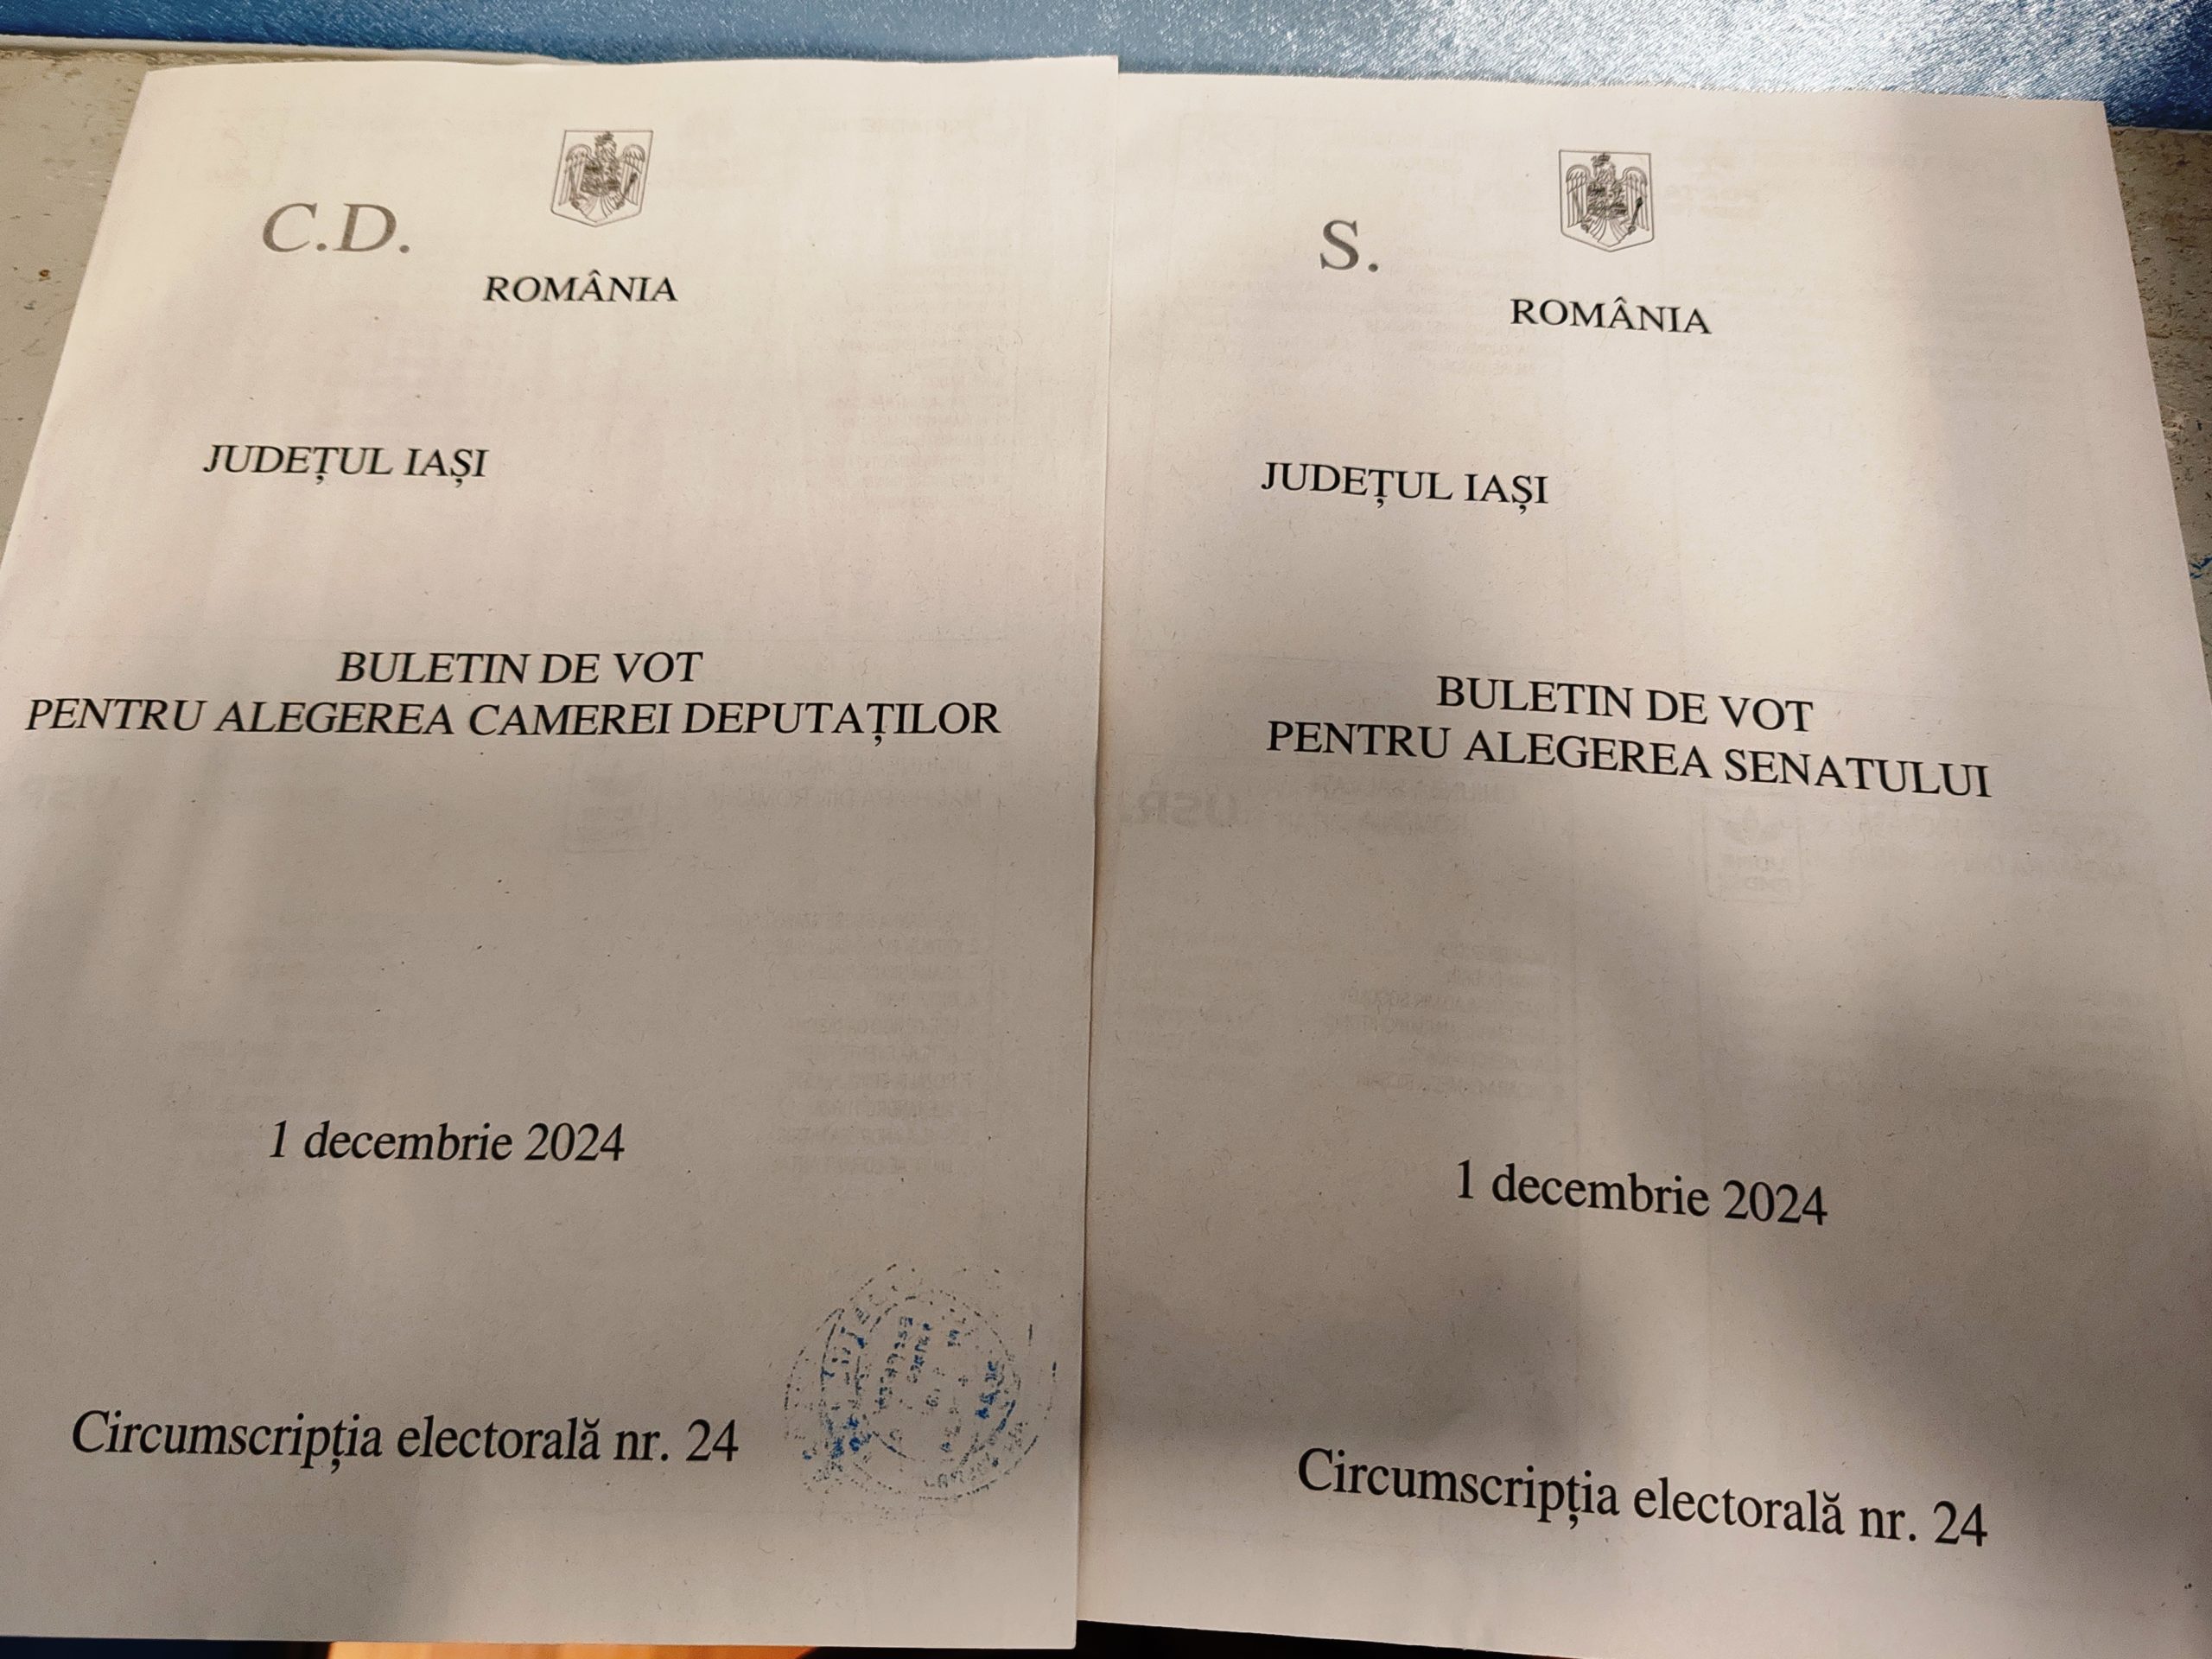 C.D.
ROMÂNIA
JUDEȚUL IAȘI
BULETIN DE VOT
PENTRU ALEGEREA CAMEREI DEPUTAȚILOR
1 decembrie 2024
Circumscripția electorală nr. 24
S.
ROMÂNIA
JUDEȚUL IAȘI
BULETIN DE VOT
PENTRU ALEGEREA SENATULUI
1 decembrie 2024
Circumscripția electorală nr. 24